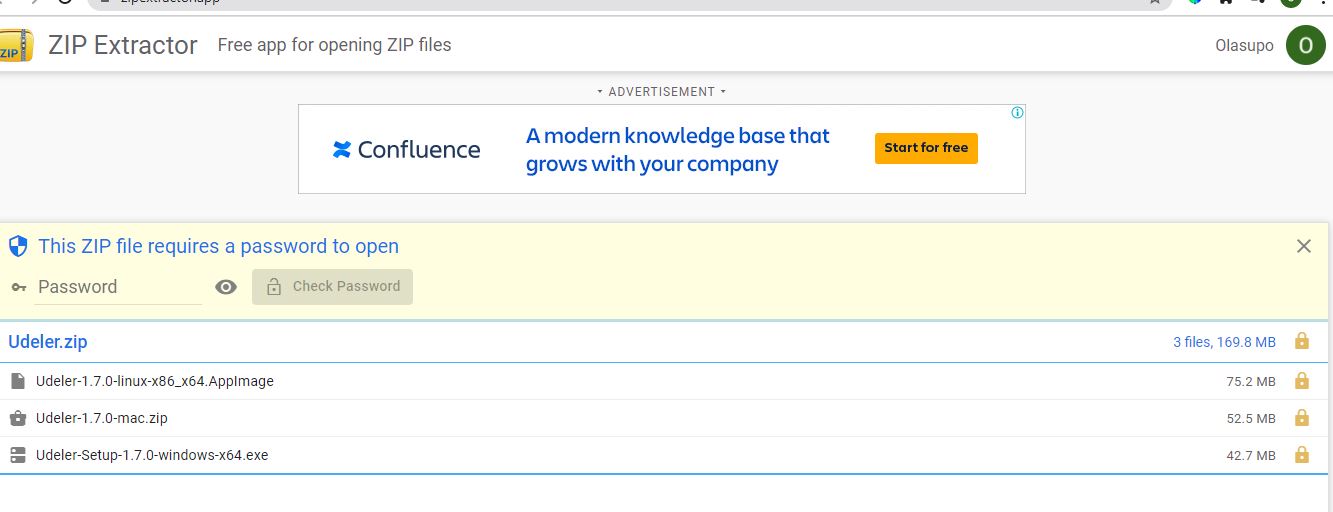 ZIP
ZIP Extractor
Free app for opening ZIP files
Olasupo
O
ADVERTISEMENT
Confluence
A modern knowledge base that
grows with your company
Start for free
This ZIP file requires a password to open
Password
Check Password
Udeler.zip
3 files, 169.8 MB
Udeler-1.7.0-linux-x86_x64.AppImage
75.2 MB
Udeler-1.7.0-mac.zip
52.5 MB
Udeler-Setup-1.7.0-windows-x64.exe
42.7 MB